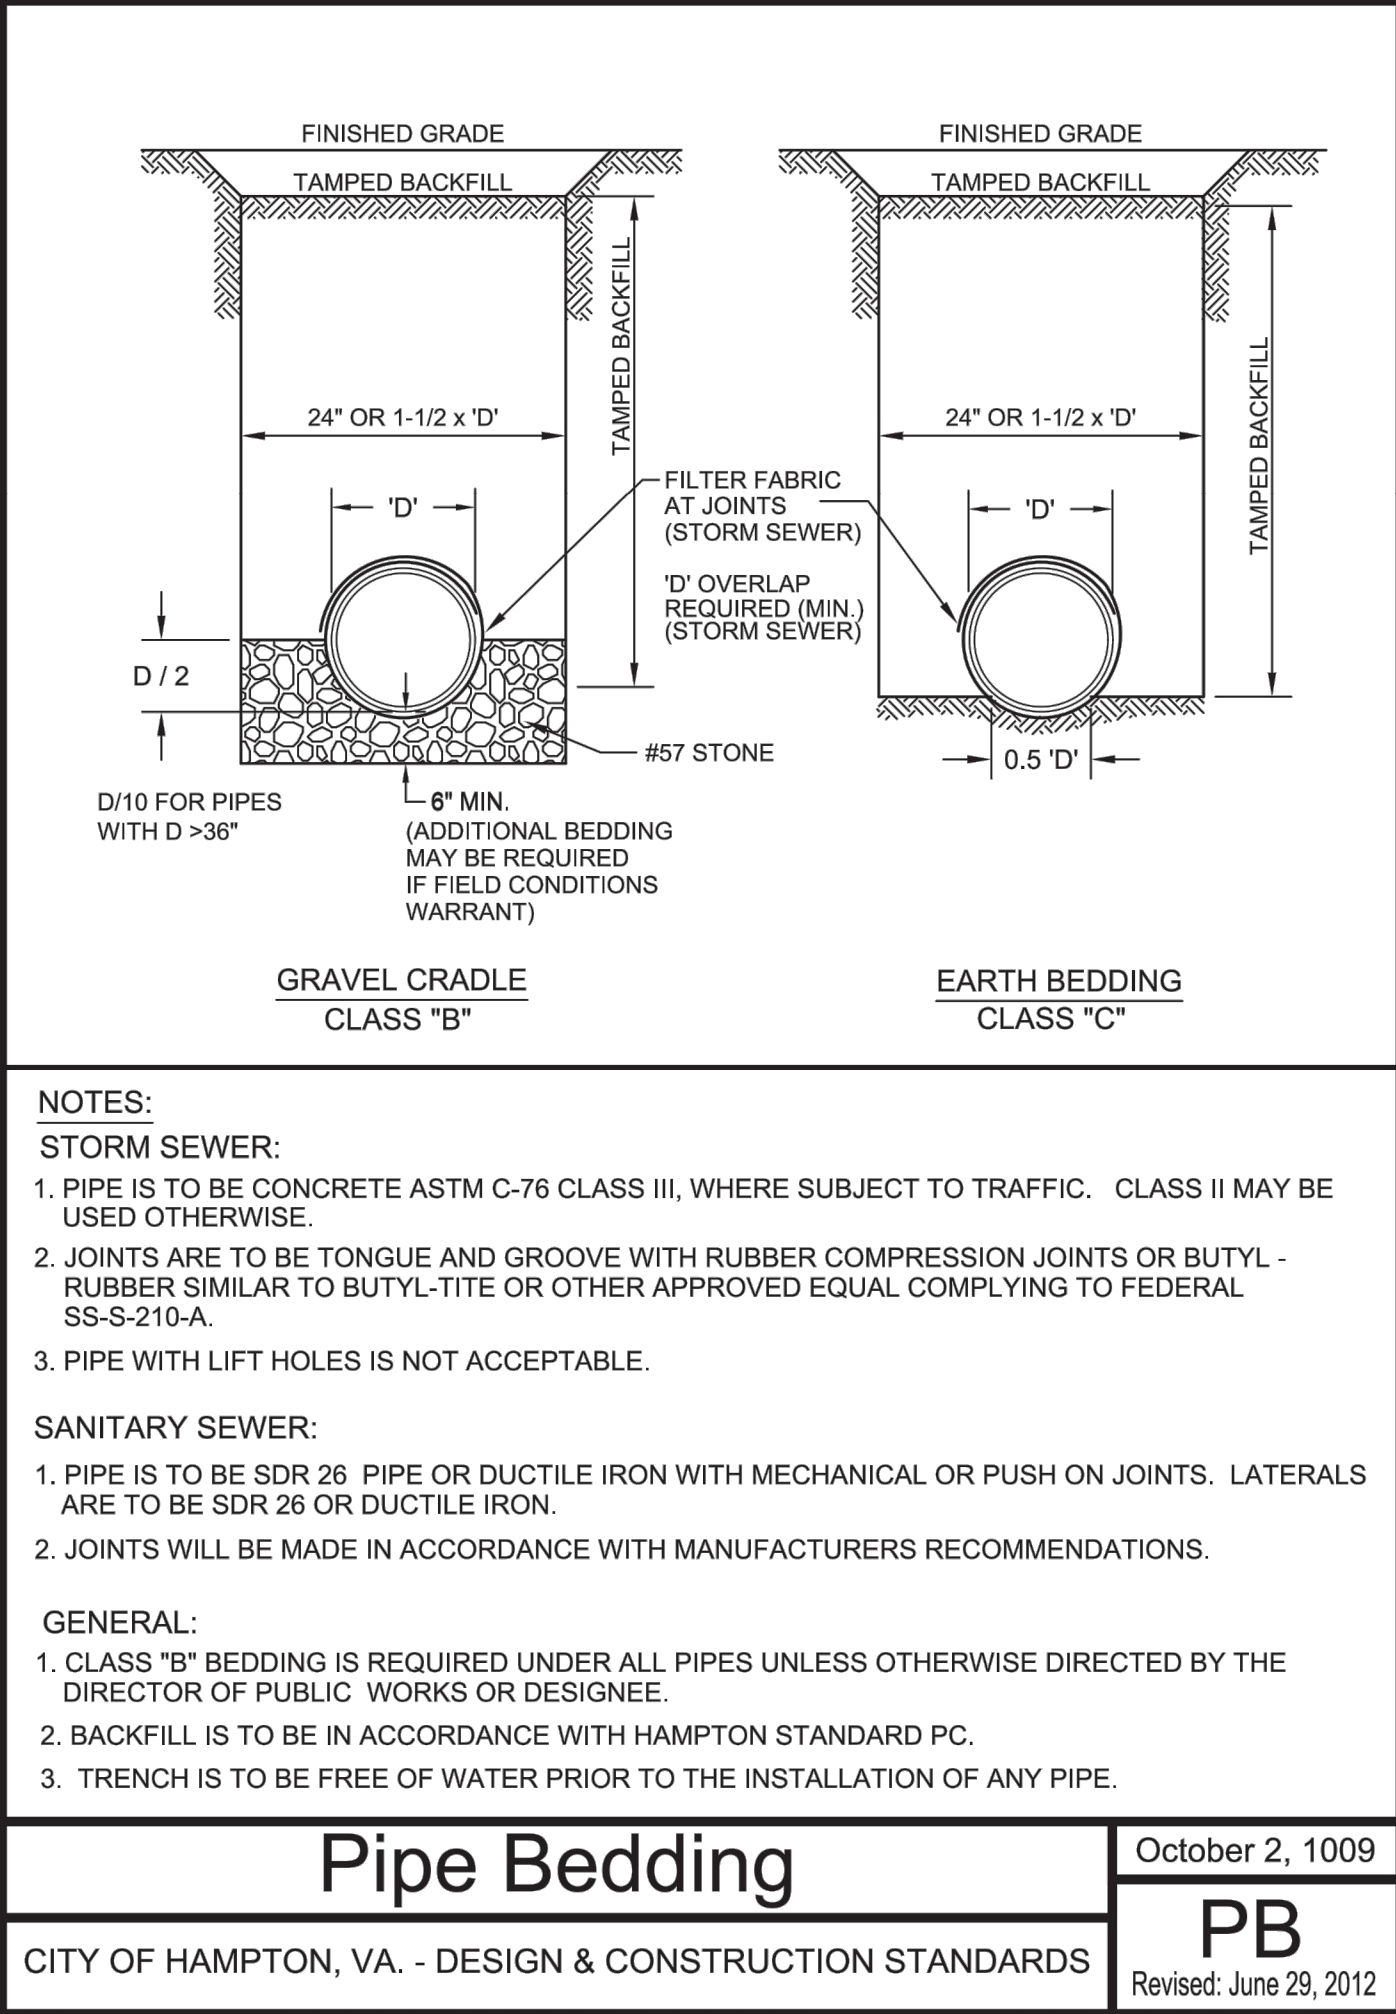 FINISHED GRADE
TAMPED BACKFILL
TAMPED BACKFILL
24" OR 1-1/2 x 'D'
'D'
D / 2
D/10 FOR PIPES
WITH D >36"
6" MIN.
(ADDITIONAL BEDDING
MAY BE REQUIRED
IF FIELD CONDITIONS
WARRANT)
#57 STONE
FILTER FABRIC
AT JOINTS
(STORM SEWER)
'D' OVERLAP
REQUIRED (MIN.)
(STORM SEWER)
GRAVEL CRADLE
CLASS "B"
FINISHED GRADE
TAMPED BACKFILL
TAMPED BACKFILL
24" OR 1-1/2 x 'D'
'D'
0.5 'D'
EARTH BEDDING
CLASS "C"
NOTES:
STORM SEWER:
1. PIPE IS TO BE CONCRETE ASTM C-76 CLASS III, WHERE SUBJECT TO TRAFFIC. CLASS II MAY BE
USED OTHERWISE.
2. JOINTS ARE TO BE TONGUE AND GROOVE WITH RUBBER COMPRESSION JOINTS OR BUTYL -
RUBBER SIMILAR TO BUTYL-TITE OR OTHER APPROVED EQUAL COMPLYING TO FEDERAL
SS-S-210-A.
3. PIPE WITH LIFT HOLES IS NOT ACCEPTABLE.
SANITARY SEWER:
1. PIPE IS TO BE SDR 26 PIPE OR DUCTILE IRON WITH MECHANICAL OR PUSH ON JOINTS. LATERALS
ARE TO BE SDR 26 OR DUCTILE IRON.
2. JOINTS WILL BE MADE IN ACCORDANCE WITH MANUFACTURERS RECOMMENDATIONS.
GENERAL:
1. CLASS "B" BEDDING IS REQUIRED UNDER ALL PIPES UNLESS OTHERWISE DIRECTED BY THE
DIRECTOR OF PUBLIC WORKS OR DESIGNEE.
2. BACKFILL IS TO BE IN ACCORDANCE WITH HAMPTON STANDARD PC.
3. TRENCH IS TO BE FREE OF WATER PRIOR TO THE INSTALLATION OF ANY PIPE.
Pipe Bedding
October 2, 1009
CITY OF HAMPTON, VA. - DESIGN & CONSTRUCTION STANDARDS
PB
Revised: June 29, 2012